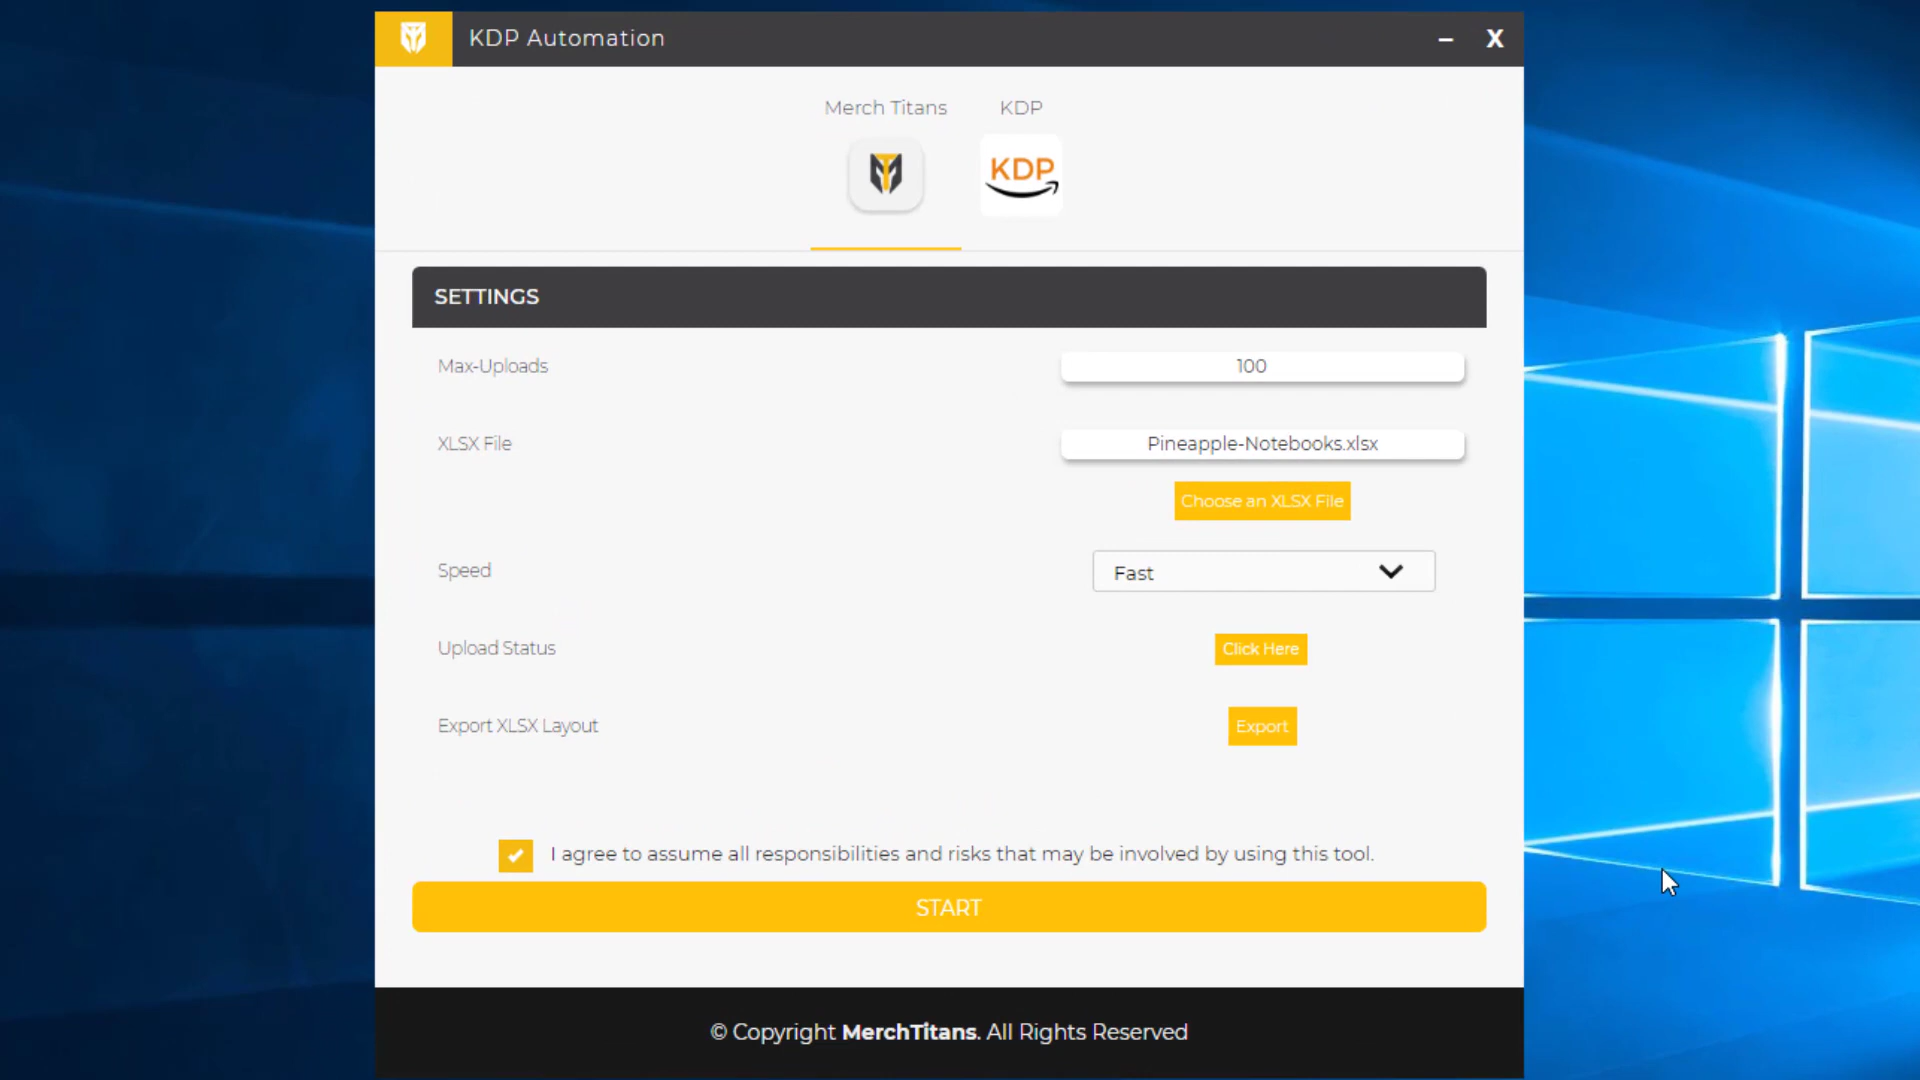 KDP Automation
– X
Merch Titans
KDP
KDP
SETTINGS
Max-Uploads
100
XLSX File
Pineapple-Notebooks.xlsx
Choose an XLSX File
Speed
Fast
Upload Status
Click Here
Export XLSX Layout
Export
I agree to assume all responsibilities and risks that may be involved by using this tool.
START
© Copyright MerchTitans. All Rights Reserved